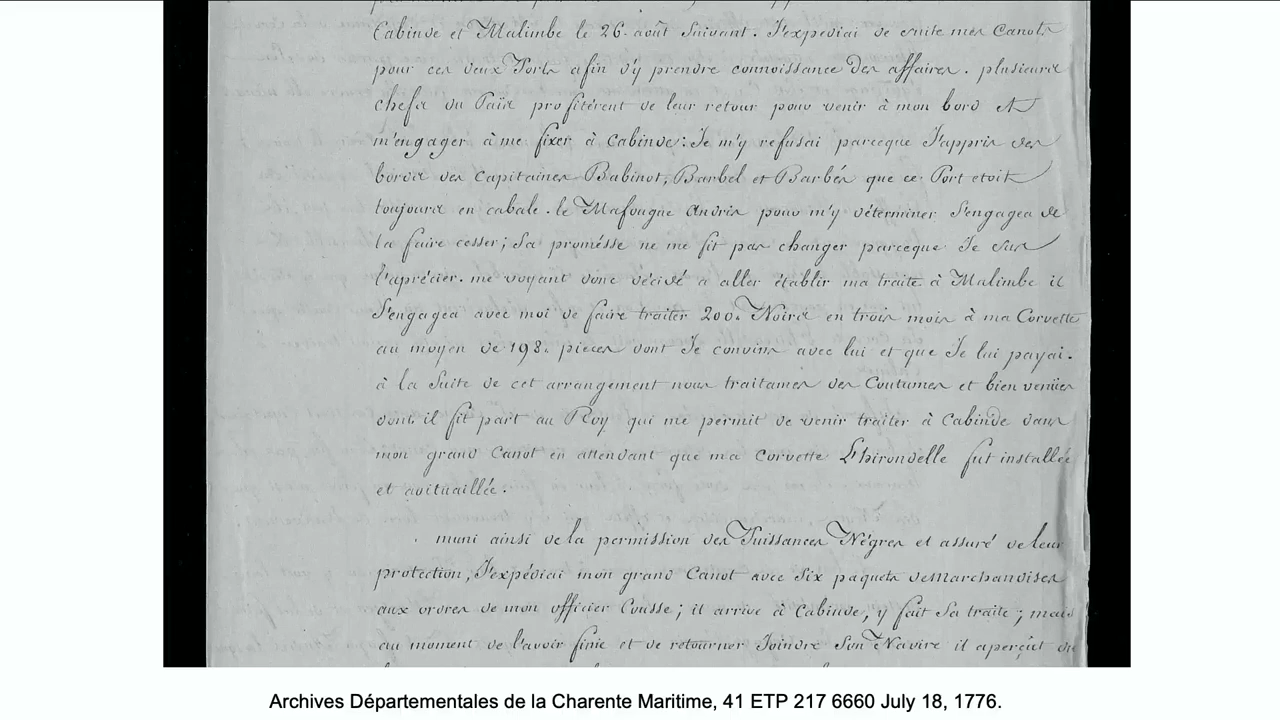 Cabinde et Malimbe le 26. août Suivant. J'expediai de suite mes Canots
pour ces deux Ports afin d'y prendre connoissance des affaires. plusieurs
chefs du Païs profitérent de leur retour pour venir à mon bord et
m'engager à me fixer à Cabinde: Je m'y refusai parceque J'appris des
bords des Capitaines Babinot, Barbel et Barbés que ce Port etoit
toujours en cabale. le Mafougue Andris pour m'y déterminer S'engagea de
la faire cesser; Sa promésse ne me fit pas changer parceque Je sus
l'aprécier. me voyant donc décidé a aller établir ma traite à Malimbe il
S'engagea avec moi de faire traiter 200. Noirs en trois mois à ma Corvette
au moyen de 198. pieces dont Je convins avec lui et que Je lui payai.
à la Suite de cet arrangement nous traitames des Coutumes et bien venües
dont il fit part au Roy qui me permit de venir traiter à Cabinde dans
mon grand Canot en attendant que ma Corvette L'hirondelle fut installée
et avituaillée.
muni ainsi de la permission des Puissances Négres et assuré de leur
protection, J'expédiai mon grand Canot avec Six paquets de Marchandises
aux ordres de mon officier Cousse; il arrive à Cabinde, y fait Sa traite; mais
au moment de l'avoir finie et de retourner Joindre Son Navire il aperçut
Archives Départementales de la Charente Maritime, 41 ETP 217 6660 July 18, 1776.